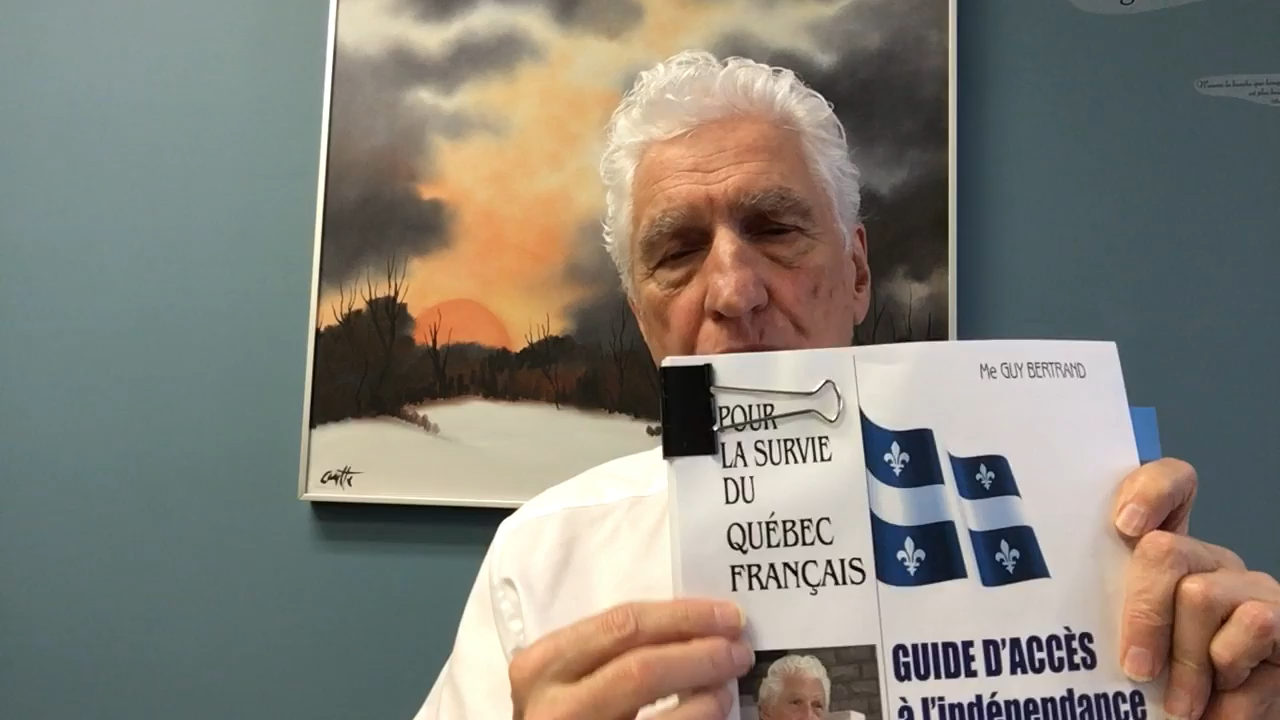 POUR
LA SURVIE
DU
QUÉBEC
FRANÇAIS
Me GUY BERTRAND
GUIDE D'ACCÈS
à l'indépendance